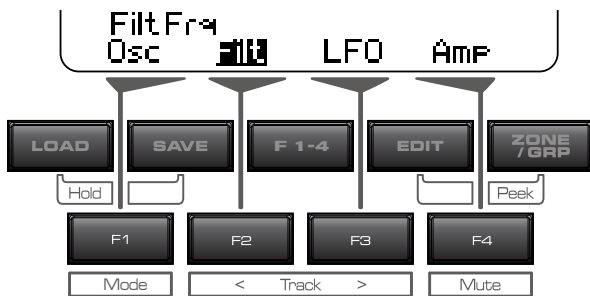 Filt Frq
Osc Filt LFO Amp
LOAD SAVE F 1-4 EDIT ZONE
/GRP
Hold Peek
F1 F2 F3 F4
Mode < Track > Mute